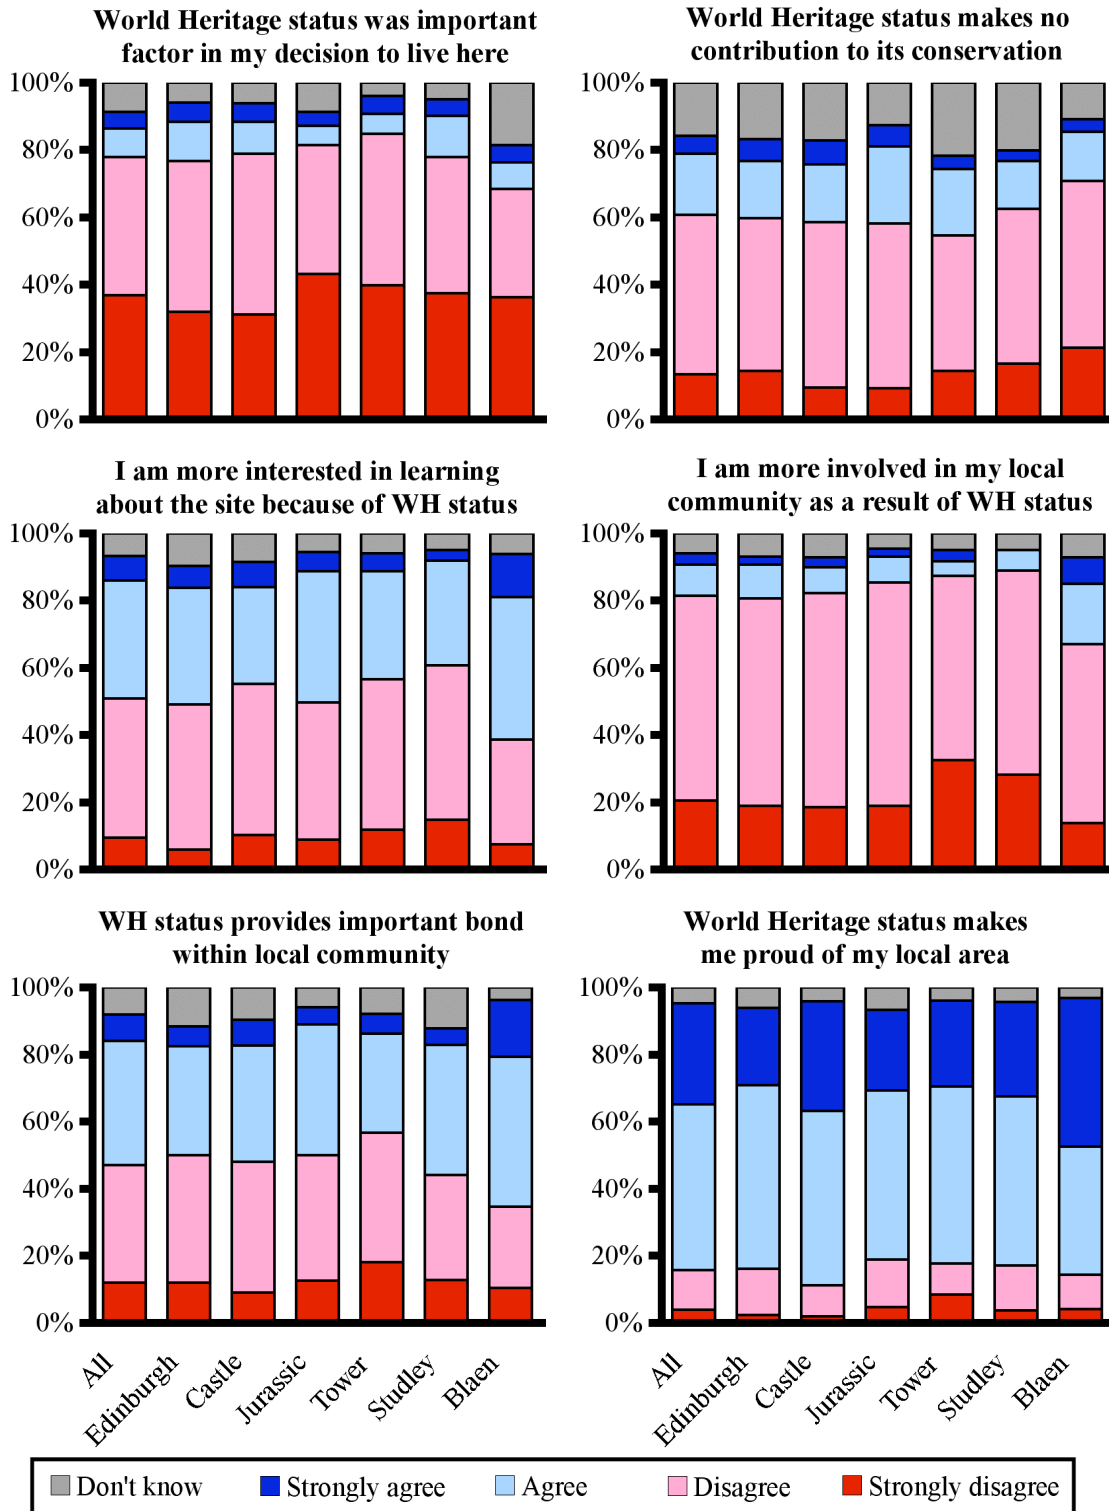 World Heritage status was important
factor in my decision to live here
100%
80%
60%
40%
20%
0%
World Heritage status makes no
contribution to its conservation
100%
80%
60%
40%
20%
0%
I am more interested in learning
about the site because of WH status
100%
80%
60%
40%
20%
0%
I am more involved in my local
community as a result of WH status
100%
80%
60%
40%
20%
0%
WH status provides important bond
within local community
100%
80%
60%
40%
20%
0%
All
Edinburgh
Castle
Jurassic
Tower
Studley
Blaen
World Heritage status makes
me proud of my local area
100%
80%
60%
40%
20%
0%
All
Edinburgh
Castle
Jurassic
Tower
Studley
Blaen
Don't know Strongly agree Agree Disagree Strongly disagree